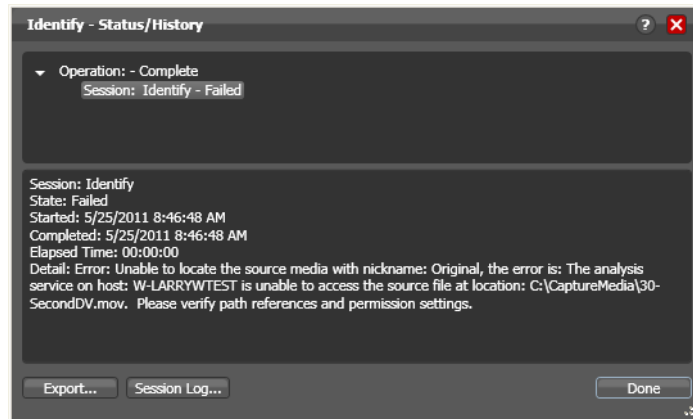 Identify - Status/History
?
Operation: - Complete
Session: Identify - Failed
Session: Identify
State: Failed
Started: 5/25/2011 8:46:48 AM
Completed: 5/25/2011 8:46:48 AM
Elapsed Time: 00:00:00
Detail: Error: Unable to locate the source media with nickname: Original, the error is: The analysis
service on host: W-LARRYWTEST is unable to access the source file at location: C:\CaptureMedia\30-
SecondDV.mov.  Please verify path references and permission settings.
Export...
Session Log...
Done